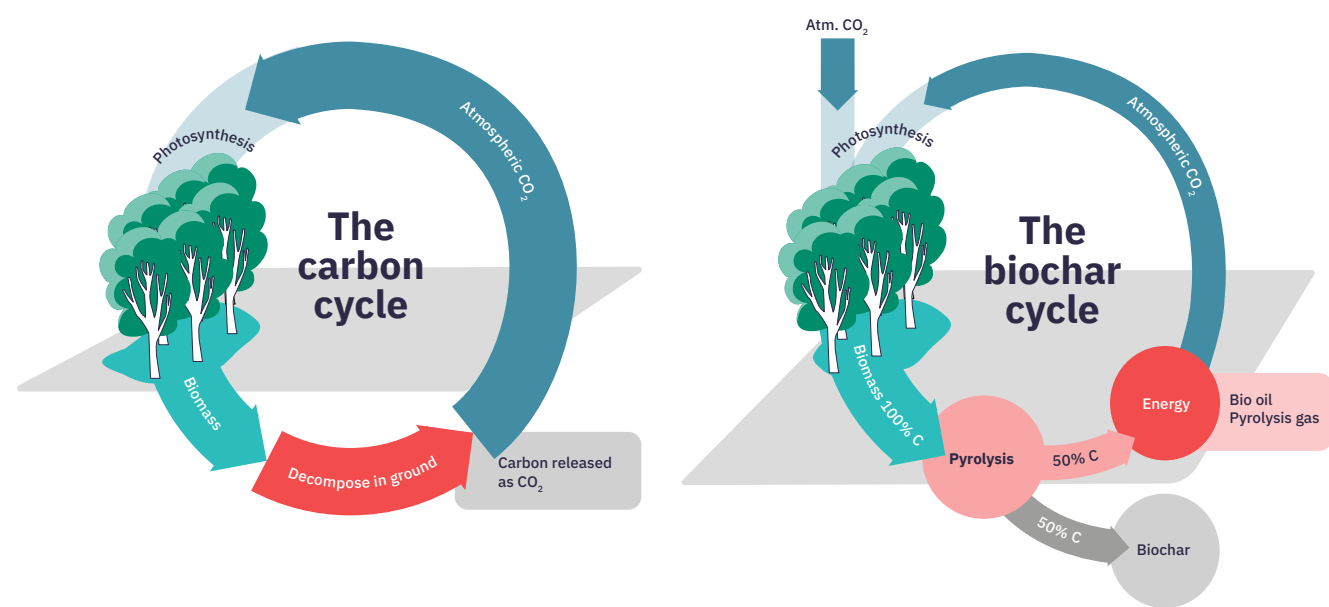 Photosynthesis
Atmospheric CO₂
The
carbon
cycle
Biomass
Decompose in ground
Carbon released
as CO₂
Atm. CO₂
Photosynthesis
Atmospheric CO₂
The
biochar
cycle
Biomass 100% C
Pyrolysis
50% C
Energy
Bio oil
Pyrolysis gas
50% C
Biochar